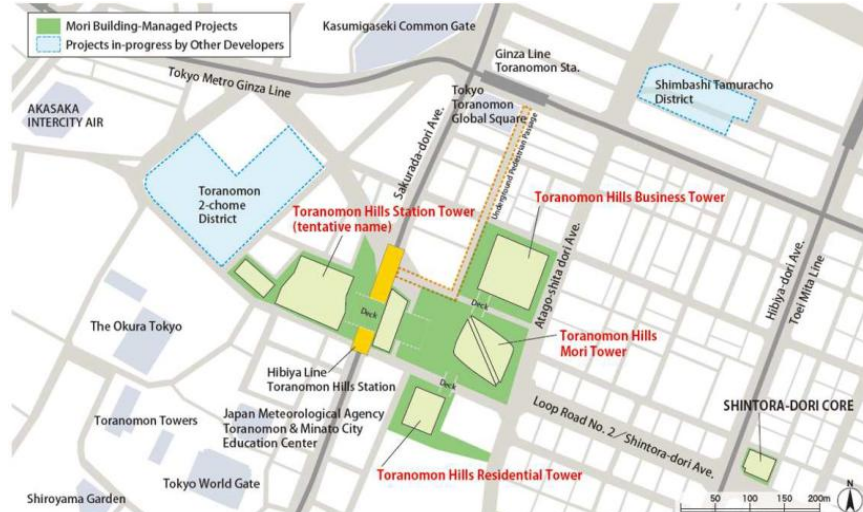 Mori Building-Managed Projects
Projects in-progress by Other Developers
Kasumigaseki Common Gate
Ginza Line
Toranomon Sta.
Tokyo Metro Ginza Line
Tokyo
Toranomon
Global Square
Shimbashi Tamuracho
District
AKASAKA
INTERCITY AIR
Sakurada-dori Ave.
Underground Pedestrian Passage
Toranomon
2-chome
District
Toranomon Hills Station Tower
(tentative name)
Toranomon Hills Business Tower
Atago-shita dori Ave.
Hibiya-dori Ave.
Toei Mita Line
Deck
Deck
The Okura Tokyo
Toranomon Hills
Mori Tower
Hibiya Line
Toranomon Hills Station
Deck
Loop Road No. 2／Shintora-dori Ave.
SHINTORA-DORI CORE
Japan Meteorological Agency
Toranomon & Minato City
Education Center
Toranomon Towers
Toranomon Hills Residential Tower
Tokyo World Gate
Shiroyama Garden
N
50 100 150 200m